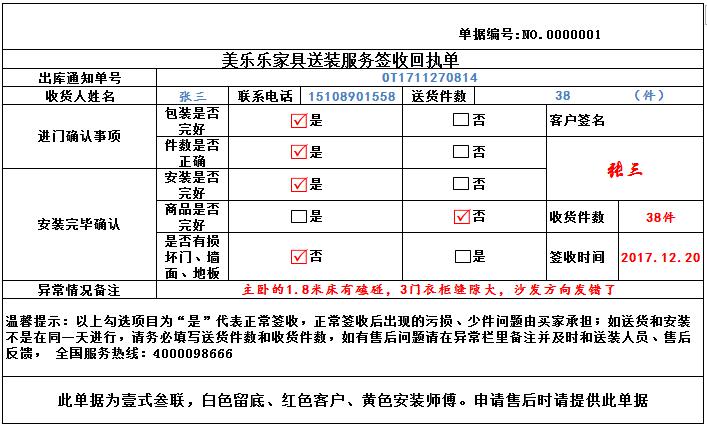 单据编号:NO.0000001
美乐乐家具送装服务签收回执单
出库通知单号 OT1711270814
收货人姓名 张三 联系电话 15108901558 送货件数 38 （件）
进门确认事项
包装是否完好 ☑是 □否
客户签名
件数是否正确 ☑是 □否
张三
安装完毕确认
安装是否完好 ☑是 □否
商品是否完好 □是 ☑否
收货件数 38件
是否有损坏门、墙面、地板 ☑否 □是
签收时间 2017.12.20
异常情况备注 主卧的1.8米床有磕碰，3门衣柜缝隙大，沙发方向发错了
温馨提示：以上勾选项目为“是”代表正常签收，正常签收后出现的污损、少件问题由买家承担；如送货和安装
不是在同一天进行，请务必填写送货件数和收货件数，如有售后问题请在异常栏里备注并及时和送装人员、售后
反馈， 全国服务热线：4000098666
此单据为壹式叁联，白色留底、红色客户、黄色安装师傅。申请售后时请提供此单据